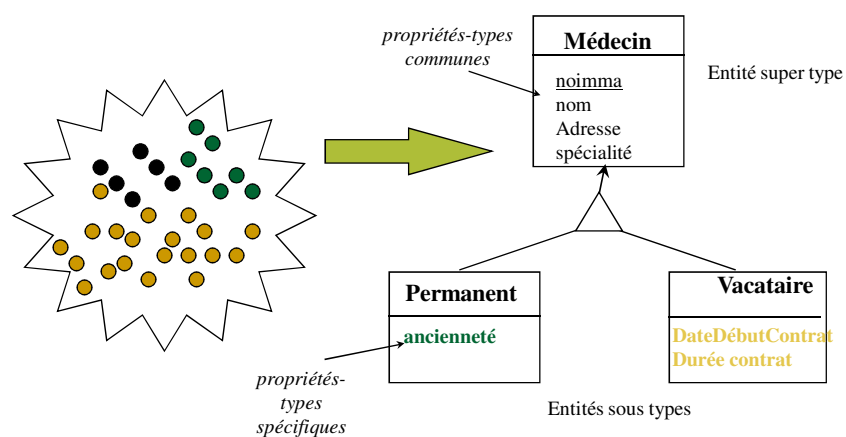 propriétés-types
communes
Médecin
noimma
nom
Adresse
spécialité
Entité super type
Permanent
ancienneté
Vacataire
DateDébutContrat
Durée contrat
propriétés-
types
spécifiques
Entités sous types